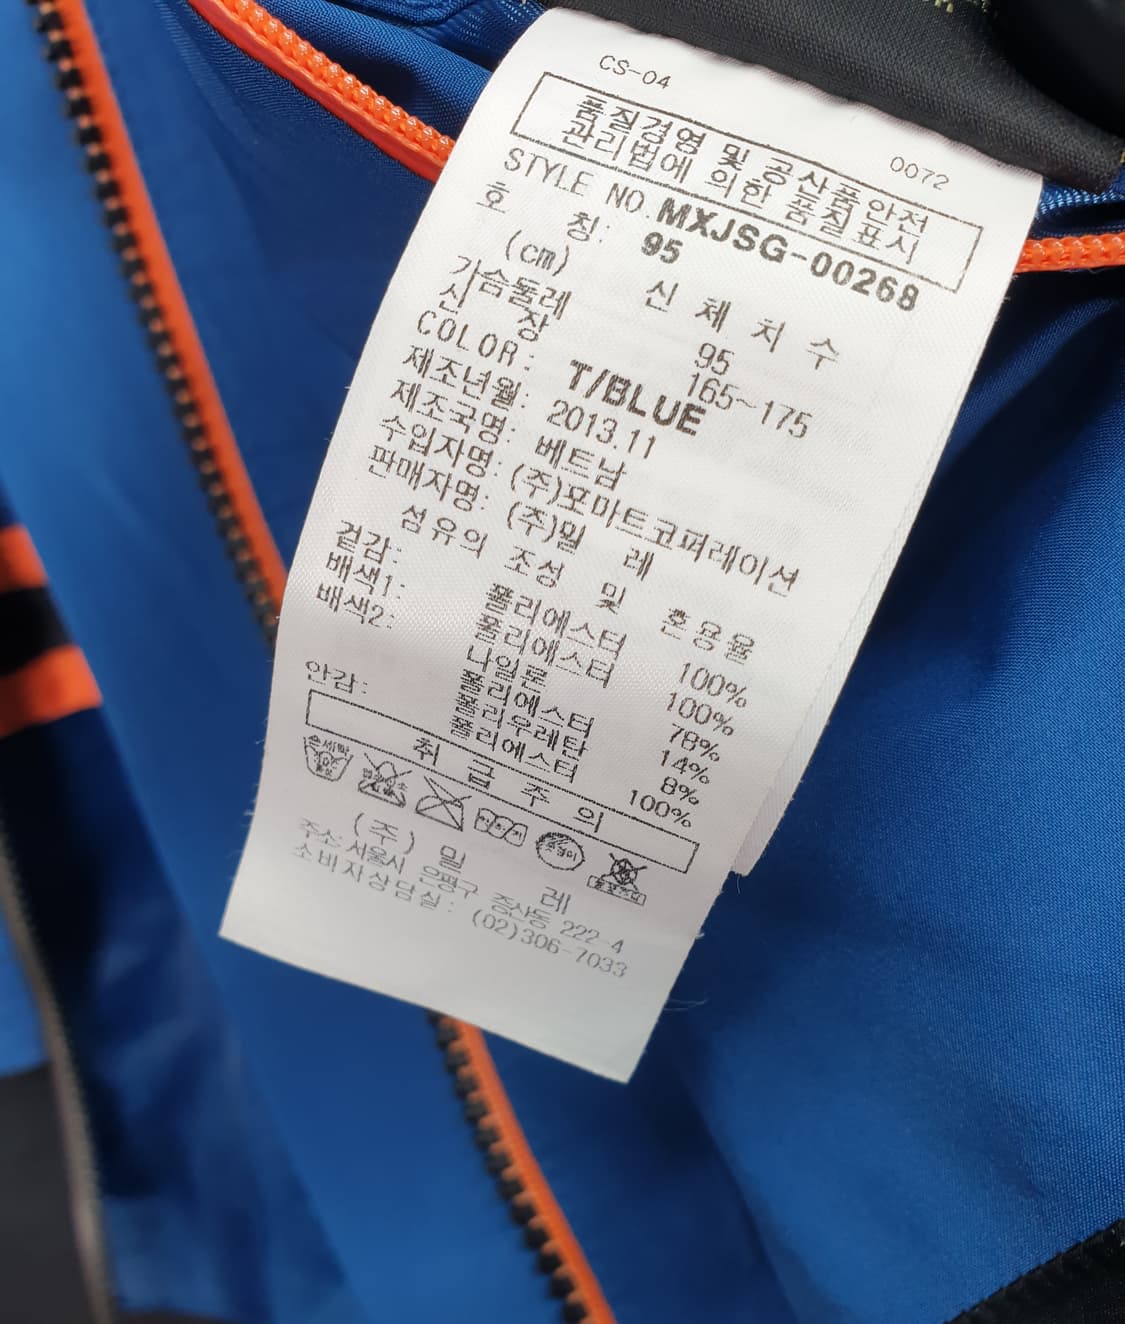 CS-04
0072
품질경영 및 공산품안전
관리법에 의한 품질표시
STYLE NO. MXJSG-00268
호 칭: 95
(cm) 신 체 치 수
가슴둘레 95
신 장 165~175
COLOR: T/BLUE
제조년월: 2013.11
제조국명: 베트남
수입자명: (주)포마트코퍼레이션
판매자명: (주)밀 레
섬유의 조성 및 혼용율
겉감: 폴리에스터 100%
배색1: 폴리에스터 100%
배색2: 나일론 78%
폴리에스터 14%
폴리우레탄 8%
안감: 폴리에스터 100%
취 급 주 의
손세탁
(주) 밀 레
주소: 서울시 은평구 증산동 222-4
소비자상담실: (02)306-7033